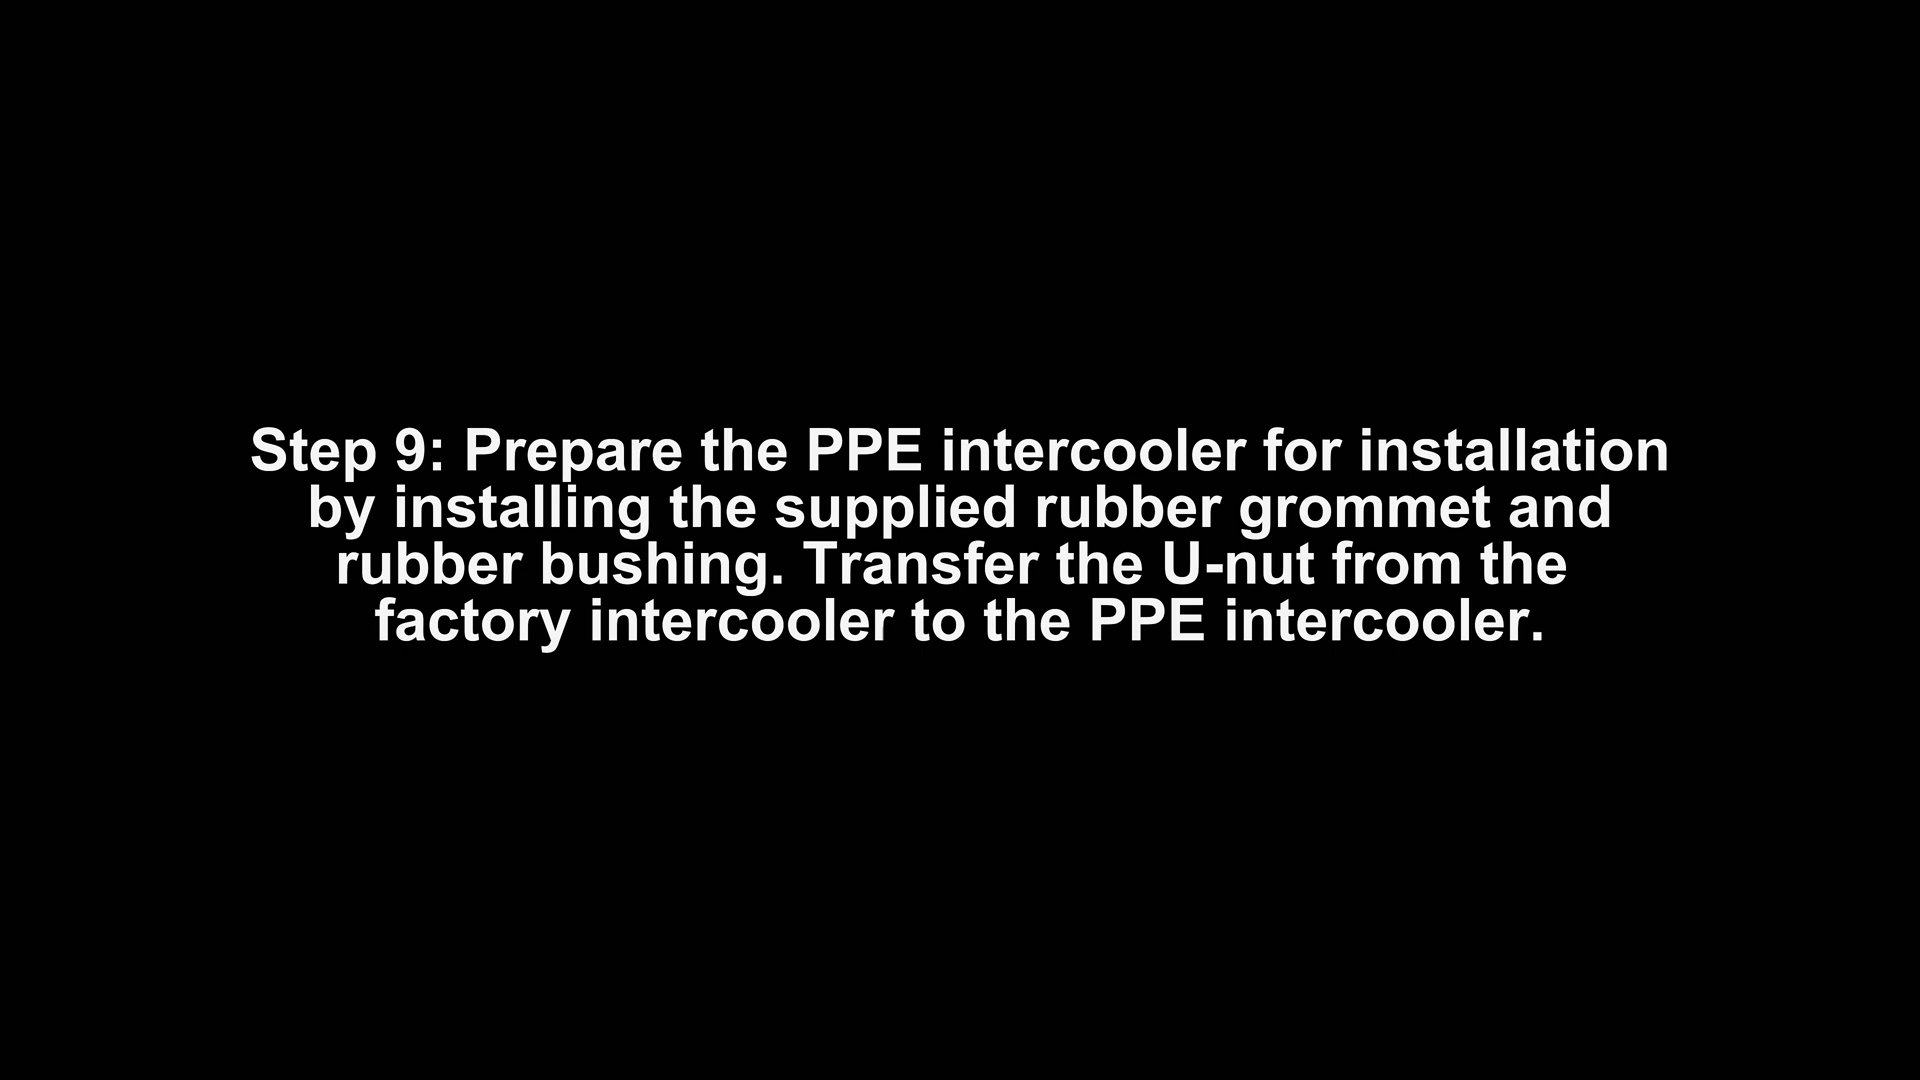 Step 9: Prepare the PPE intercooler for installation
by installing the supplied rubber grommet and
rubber bushing. Transfer the U-nut from the
factory intercooler to the PPE intercooler.